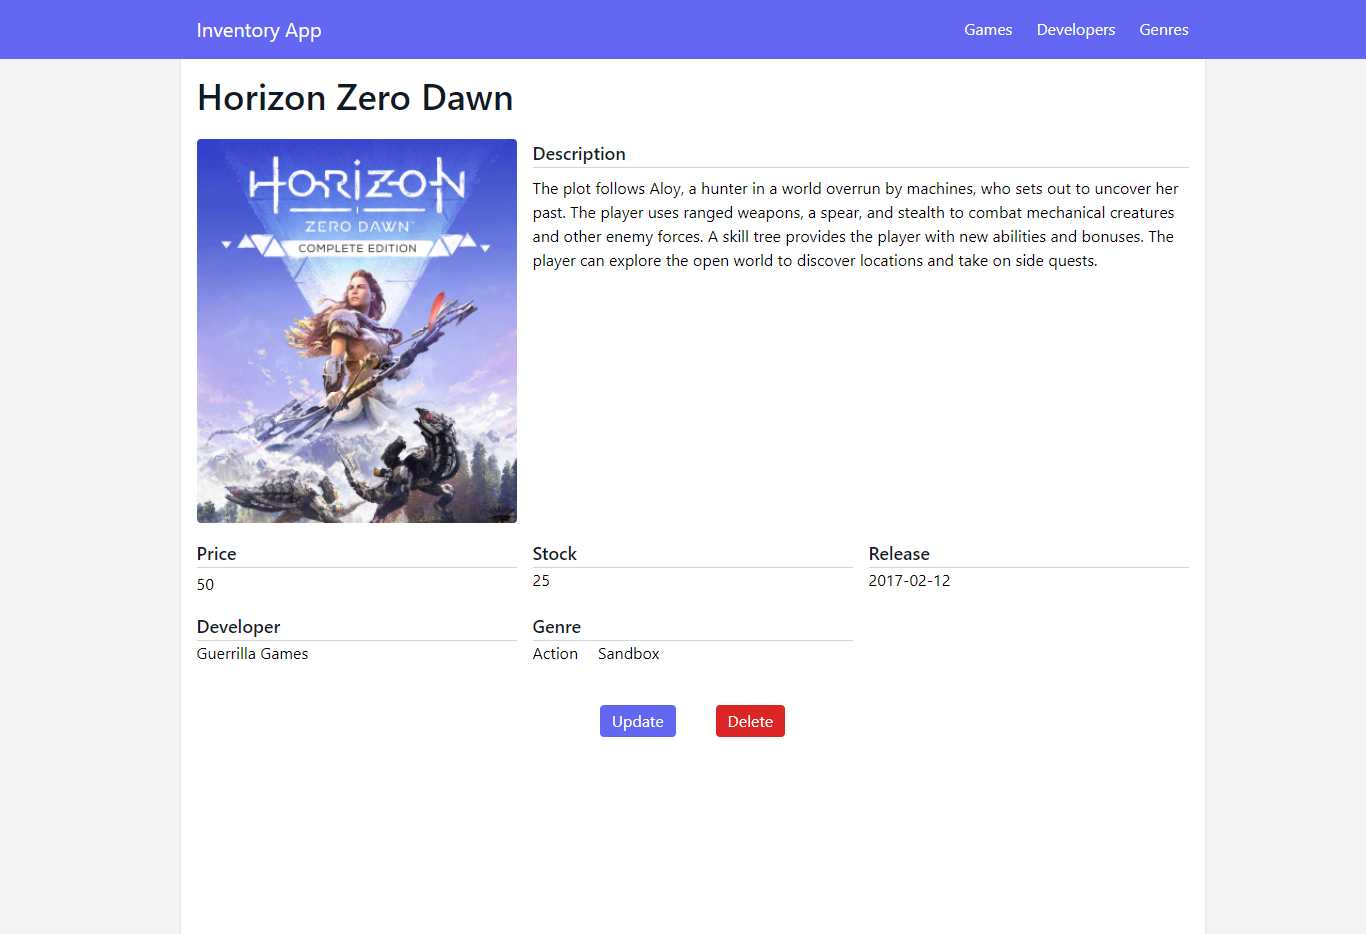 Inventory App
Games Developers Genres
Horizon Zero Dawn
HORIZON
ZERO DAWN™
COMPLETE EDITION
Description
The plot follows Aloy, a hunter in a world overrun by machines, who sets out to uncover her
past. The player uses ranged weapons, a spear, and stealth to combat mechanical creatures
and other enemy forces. A skill tree provides the player with new abilities and bonuses. The
player can explore the open world to discover locations and take on side quests.
Price
50
Stock
25
Release
2017-02-12
Developer
Guerrilla Games
Genre
Action Sandbox
Update
Delete